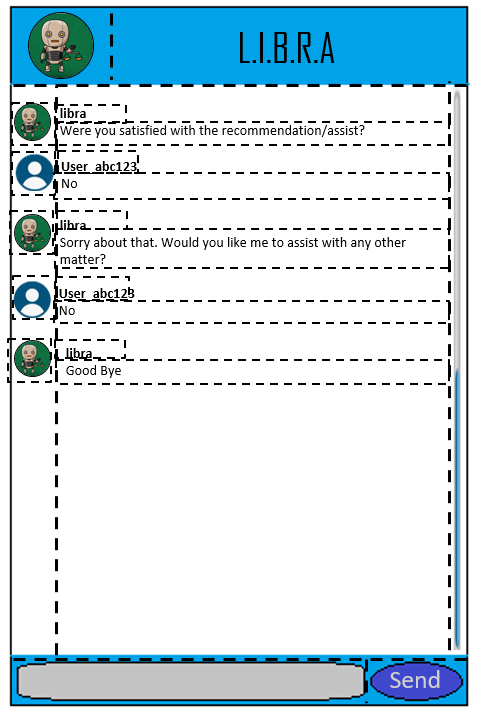 L.I.B.R.A
libra
Were you satisfied with the recommendation/assist?
User_abc123
No
libra
Sorry about that. Would you like me to assist with any other
matter?
User_abc123
No
libra
Good Bye
Send